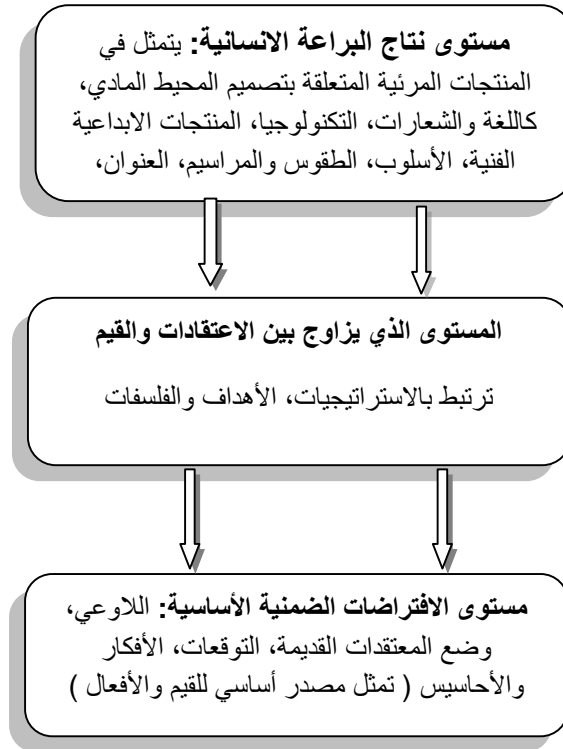 مستوى نتاج البراعة الانسانية: يتمثل في
المنتجات المرئية المتعلقة بتصميم المحيط المادي،
كاللغة والشعارات، التكنولوجيا، المنتجات الابداعية
الفنية، الأسلوب، الطقوس والمراسيم، العنوان،
المستوى الذي يزاوج بين الاعتقادات والقيم
ترتبط بالاستراتيجيات، الأهداف والفلسفات
مستوى الافتراضات الضمنية الأساسية: اللاوعي،
وضع المعتقدات القديمة، التوقعات، الأفكار
والأحاسيس ( تمثل مصدر أساسي للقيم والأفعال )